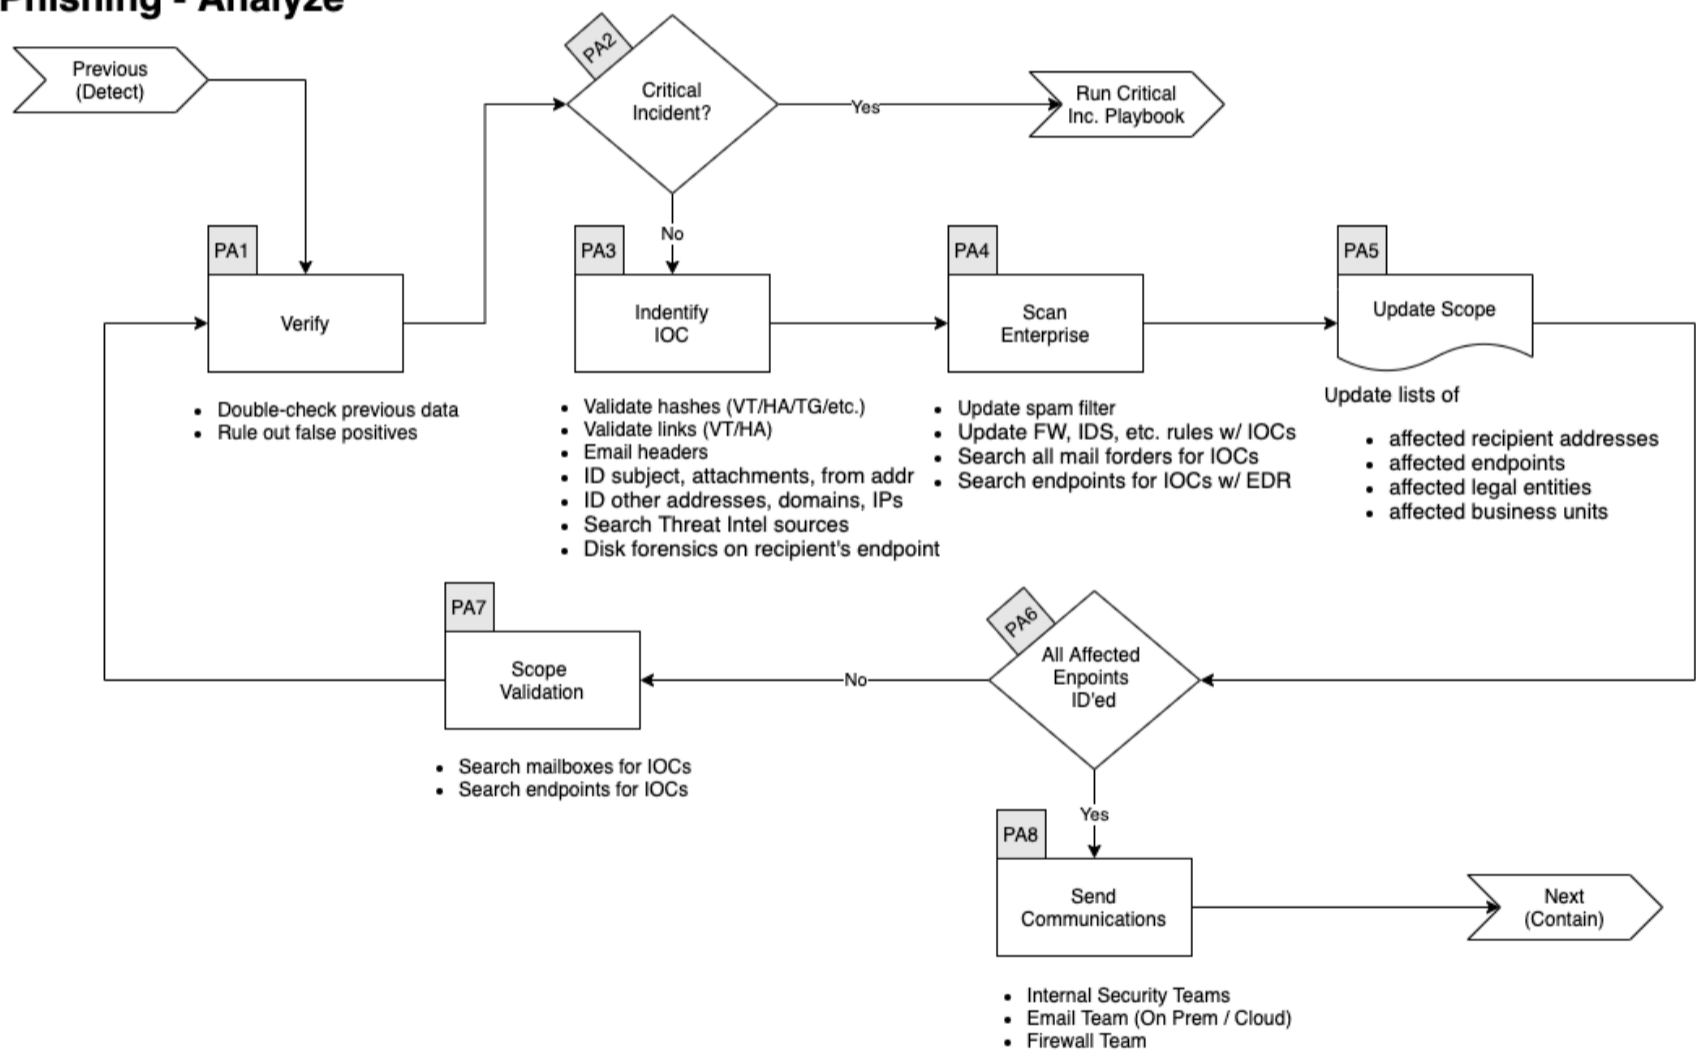 Phishing - Analyze
Previous
(Detect)
PA2
Critical
Incident?
Yes
Run Critical
Inc. Playbook
No
PA1
Verify
• Double-check previous data
• Rule out false positives
PA3
Indentify
IOC
• Validate hashes (VT/HA/TG/etc.)
• Validate links (VT/HA)
• Email headers
• ID subject, attachments, from addr
• ID other addresses, domains, IPs
• Search Threat Intel sources
• Disk forensics on recipient's endpoint
PA4
Scan
Enterprise
• Update spam filter
• Update FW, IDS, etc. rules w/ IOCs
• Search all mail forders for IOCs
• Search endpoints for IOCs w/ EDR
PA5
Update Scope
Update lists of
• affected recipient addresses
• affected endpoints
• affected legal entities
• affected business units
PA6
All Affected
Enpoints
ID'ed
No
PA7
Scope
Validation
• Search mailboxes for IOCs
• Search endpoints for IOCs
Yes
PA8
Send
Communications
• Internal Security Teams
• Email Team (On Prem / Cloud)
• Firewall Team
Next
(Contain)